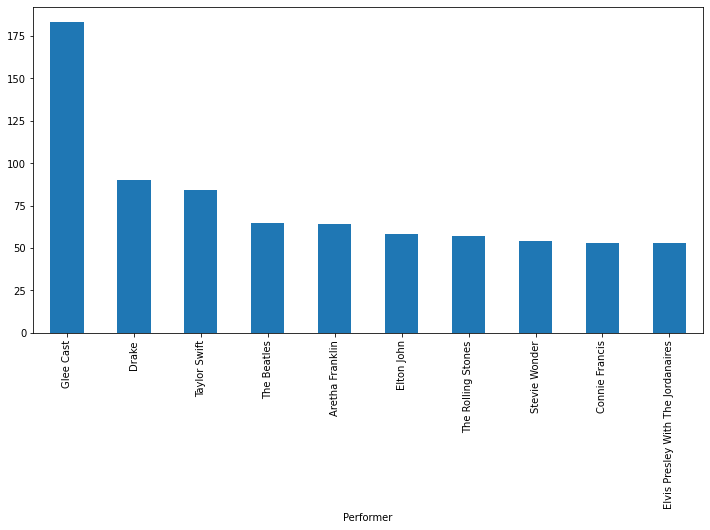 175
150
125
100
75
50
25
0
Glee Cast
Drake
Taylor Swift
The Beatles
Aretha Franklin
Elton John
The Rolling Stones
Stevie Wonder
Connie Francis
Elvis Presley With The Jordanaires
Performer